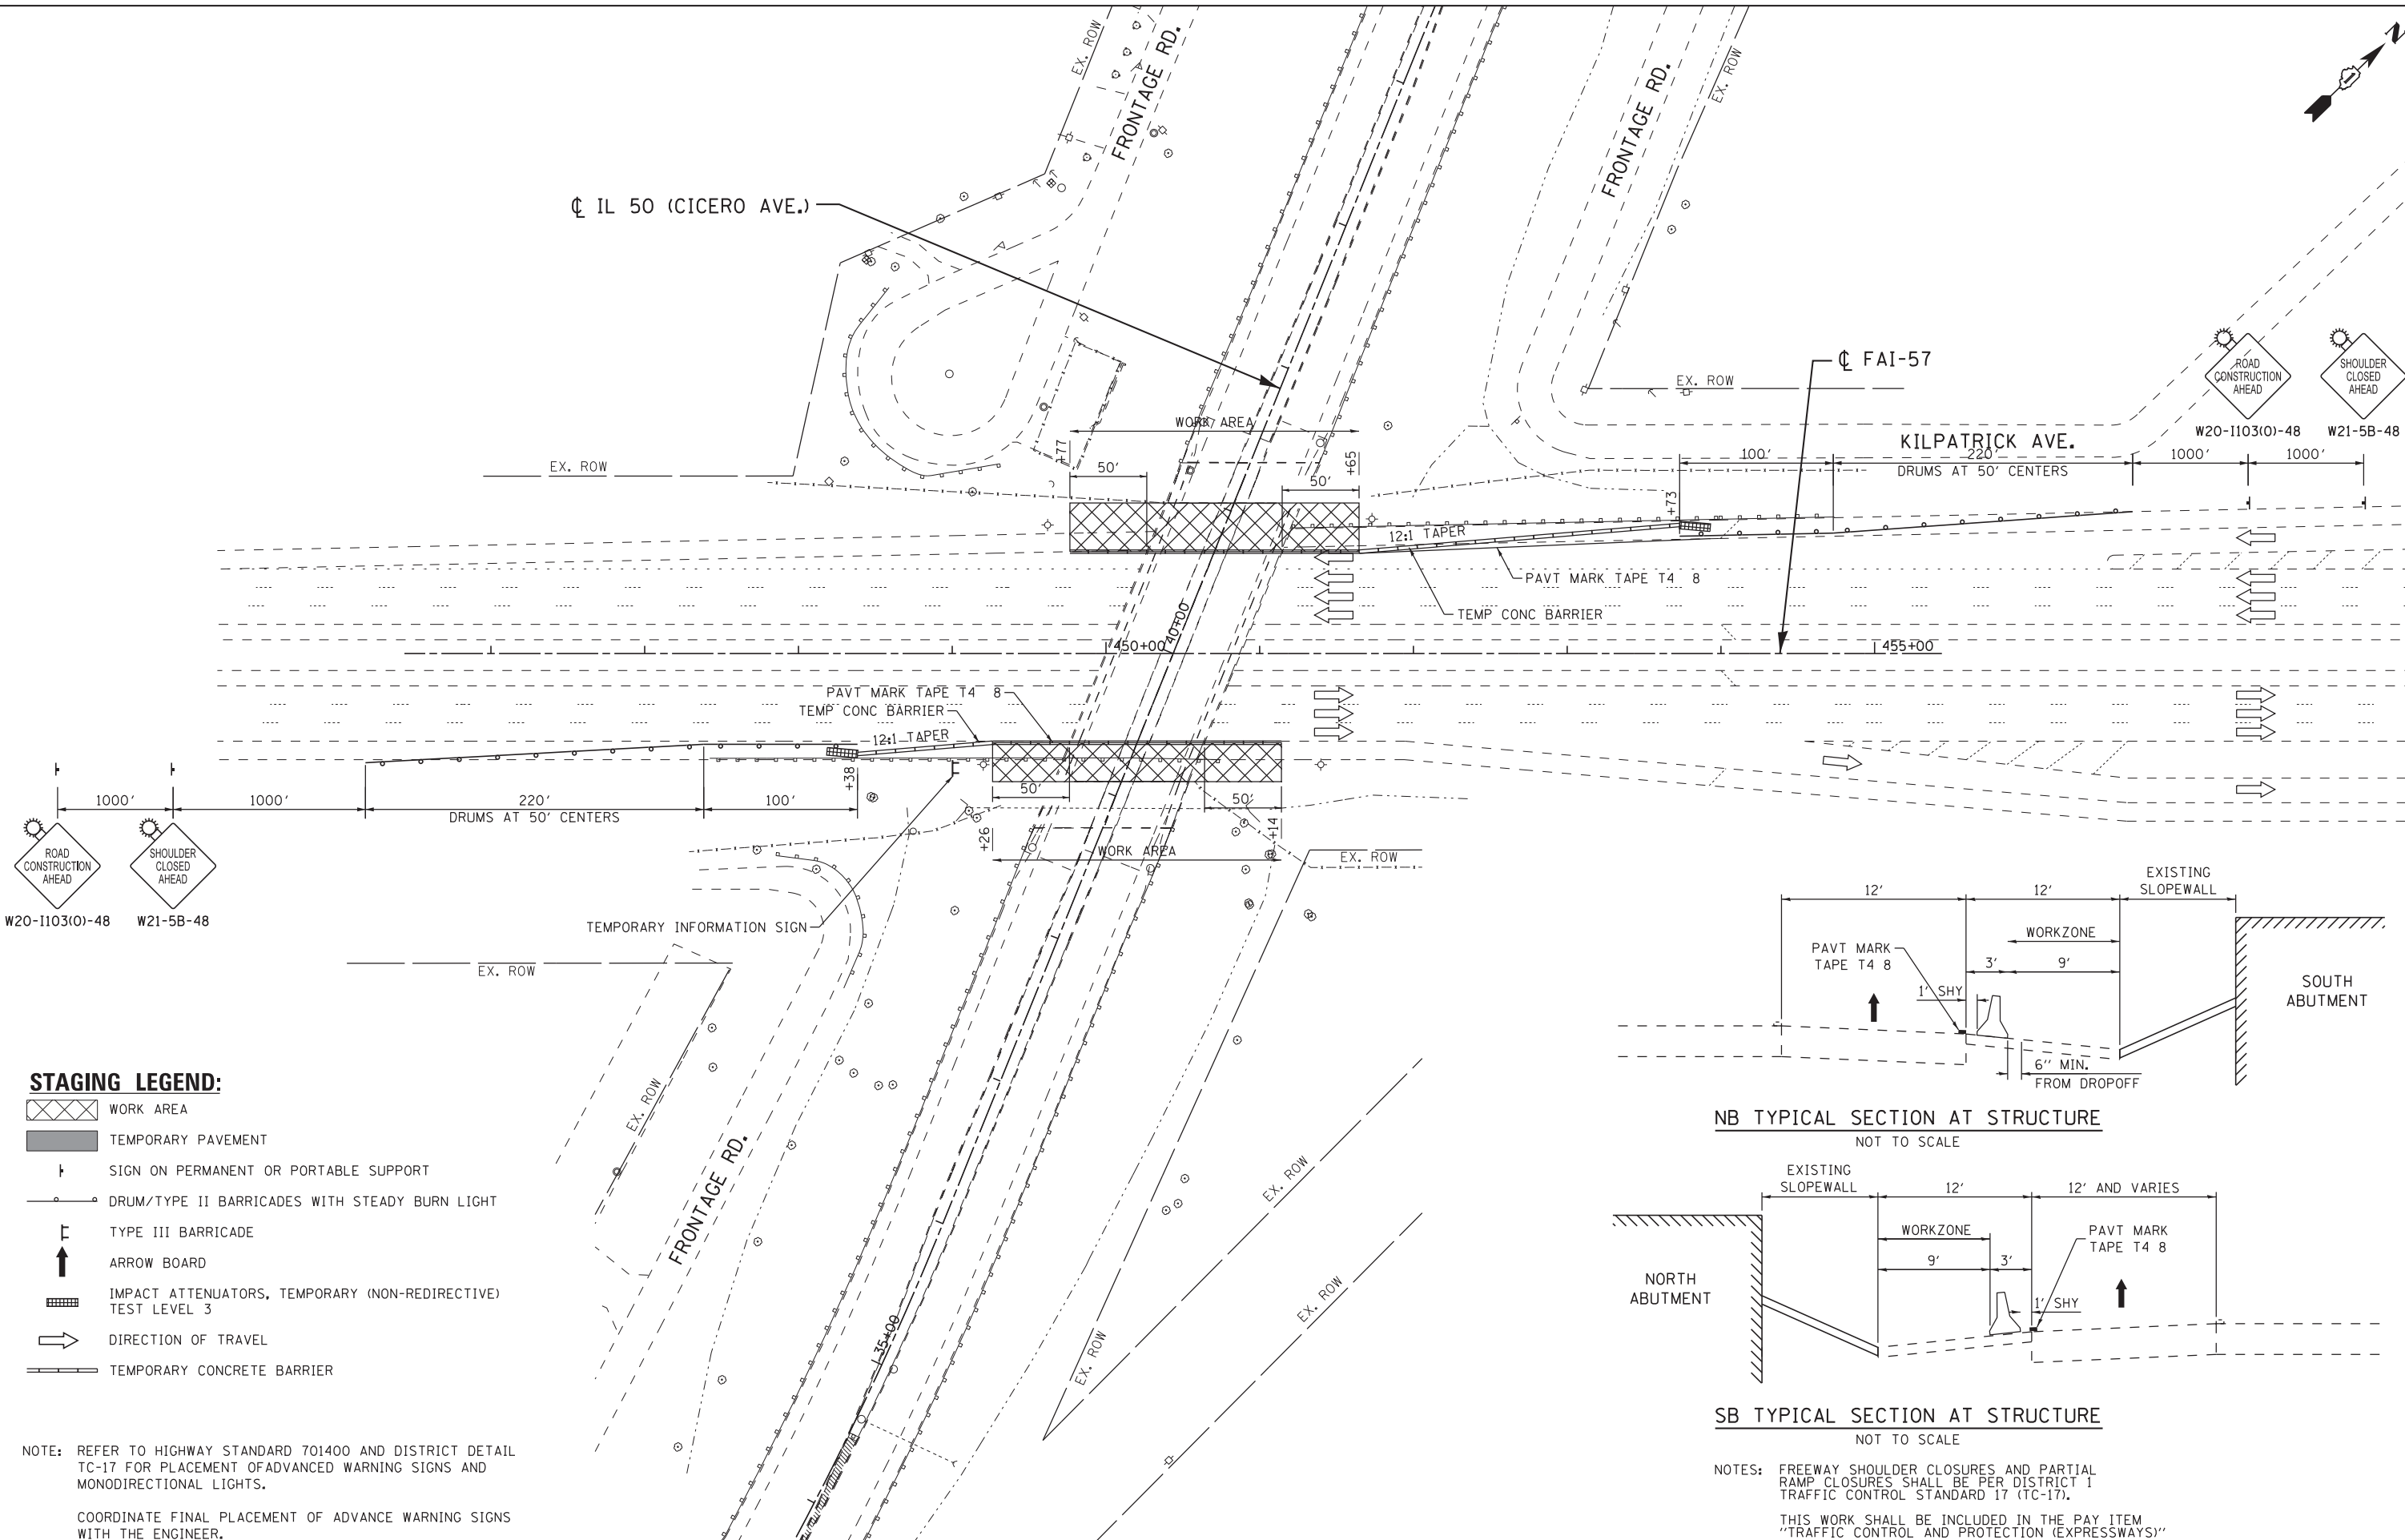 N
EX. ROW
FRONTAGE RD.
FRONTAGE RD.
EX. ROW
℄ IL 50 (CICERO AVE.)
℄ FAI-57
EX. ROW
ROAD
CONSTRUCTION
AHEAD
SHOULDER
CLOSED
AHEAD
W20-I103(0)-48
W21-5B-48
KILPATRICK AVE.
WORK AREA
+77
+65
50'
50'
EX. ROW
100'
220'
1000'
1000'
DRUMS AT 50' CENTERS
+73
12:1 TAPER
PAVT MARK TAPE T4 8
TEMP CONC BARRIER
40+00
450+00
455+00
PAVT MARK TAPE T4 8
TEMP CONC BARRIER
12:1 TAPER
+38
1000'
1000'
220'
100'
DRUMS AT 50' CENTERS
50'
50'
+26
+14
WORK AREA
EX. ROW
ROAD
CONSTRUCTION
AHEAD
SHOULDER
CLOSED
AHEAD
W20-I103(0)-48
W21-5B-48
TEMPORARY INFORMATION SIGN
EX. ROW
EX. ROW
FRONTAGE RD.
35+00
EX. ROW
EX. ROW
EX. ROW
12'
12'
EXISTING
SLOPEWALL
WORKZONE
PAVT MARK
TAPE T4 8
3'
9'
1' SHY
SOUTH
ABUTMENT
6'' MIN.
FROM DROPOFF
NB TYPICAL SECTION AT STRUCTURE
NOT TO SCALE
EXISTING
SLOPEWALL
12'
12' AND VARIES
WORKZONE
PAVT MARK
TAPE T4 8
9'
3'
NORTH
ABUTMENT
1' SHY
SB TYPICAL SECTION AT STRUCTURE
NOT TO SCALE
NOTES: FREEWAY SHOULDER CLOSURES AND PARTIAL
RAMP CLOSURES SHALL BE PER DISTRICT 1
TRAFFIC CONTROL STANDARD 17 (TC-17).
THIS WORK SHALL BE INCLUDED IN THE PAY ITEM
''TRAFFIC CONTROL AND PROTECTION (EXPRESSWAYS)''
STAGING LEGEND:
WORK AREA
TEMPORARY PAVEMENT
SIGN ON PERMANENT OR PORTABLE SUPPORT
DRUM/TYPE II BARRICADES WITH STEADY BURN LIGHT
TYPE III BARRICADE
ARROW BOARD
IMPACT ATTENUATORS, TEMPORARY (NON-REDIRECTIVE)
TEST LEVEL 3
DIRECTION OF TRAVEL
TEMPORARY CONCRETE BARRIER
NOTE: REFER TO HIGHWAY STANDARD 701400 AND DISTRICT DETAIL
TC-17 FOR PLACEMENT OFADVANCED WARNING SIGNS AND
MONODIRECTIONAL LIGHTS.
COORDINATE FINAL PLACEMENT OF ADVANCE WARNING SIGNS
WITH THE ENGINEER.